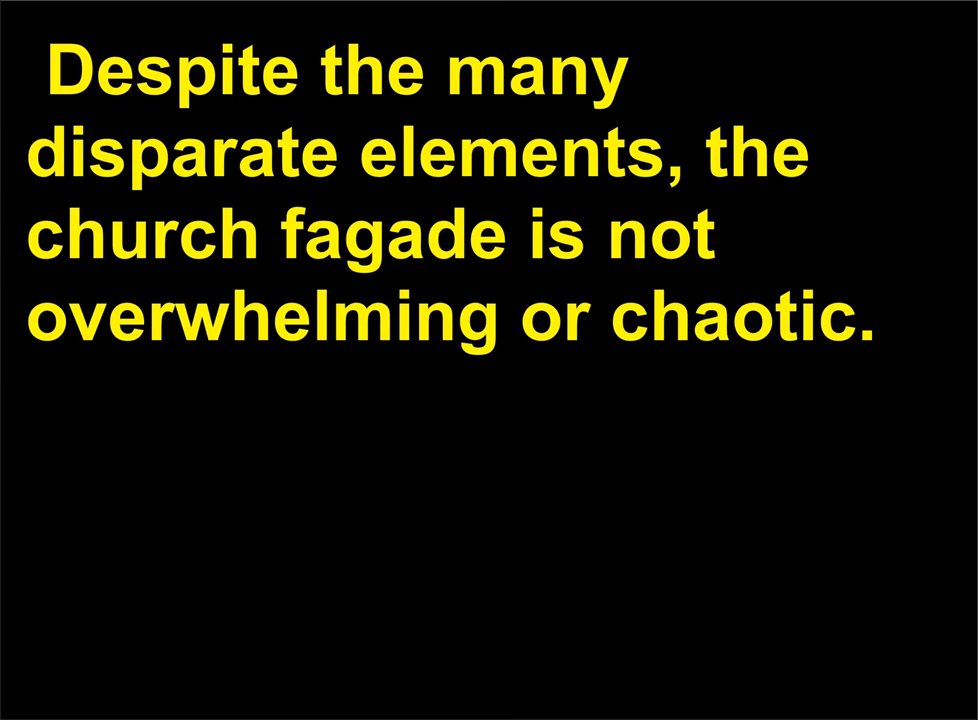 Despite the many
disparate elements, the
church fagade is not
overwhelming or chaotic.